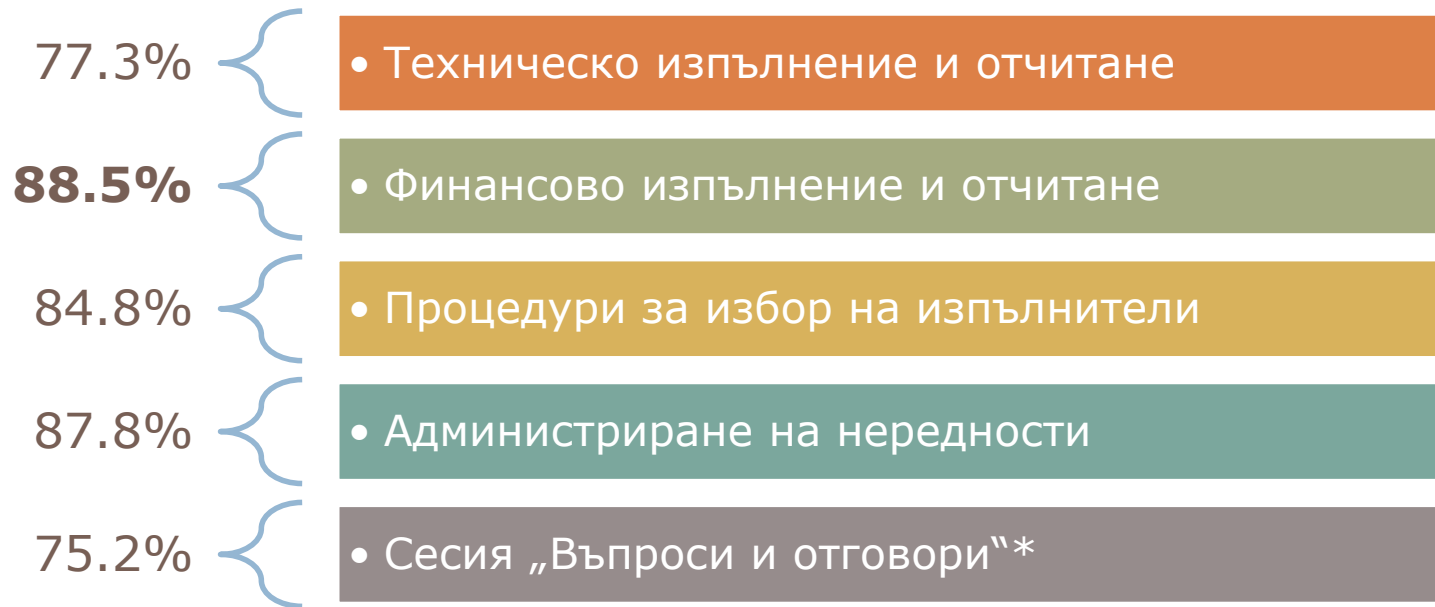 77.3% • Техническо изпълнение и отчитане
88.5% • Финансово изпълнение и отчитане
84.8% • Процедури за избор на изпълнители
87.8% • Администриране на нередности
75.2% • Сесия „Въпроси и отговори“*